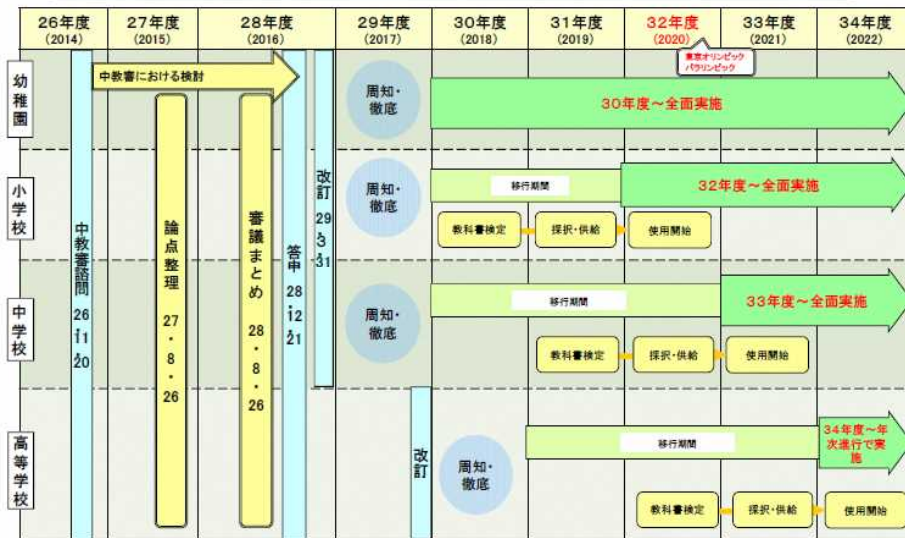 26年度
(2014)
27年度
(2015)
28年度
(2016)
29年度
(2017)
30年度
(2018)
31年度
(2019)
32年度
(2020)
33年度
(2021)
34年度
(2022)
東京オリンピック
パラリンピック
中教審諮問 26・11・20
中教審における検討
論点整理 27・8・26
審議まとめ 28・8・26
答申 28・12・21
改訂 29・3・31
幼稚園
周知・
徹底
30年度~全面実施
小学校
周知・
徹底
移行期間
32年度~全面実施
教科書検定
採択・供給
使用開始
中学校
周知・
徹底
移行期間
33年度~全面実施
教科書検定
採択・供給
使用開始
高等学校
改訂
周知・
徹底
移行期間
34年度~年
次進行で実
施
教科書検定
採択・供給
使用開始